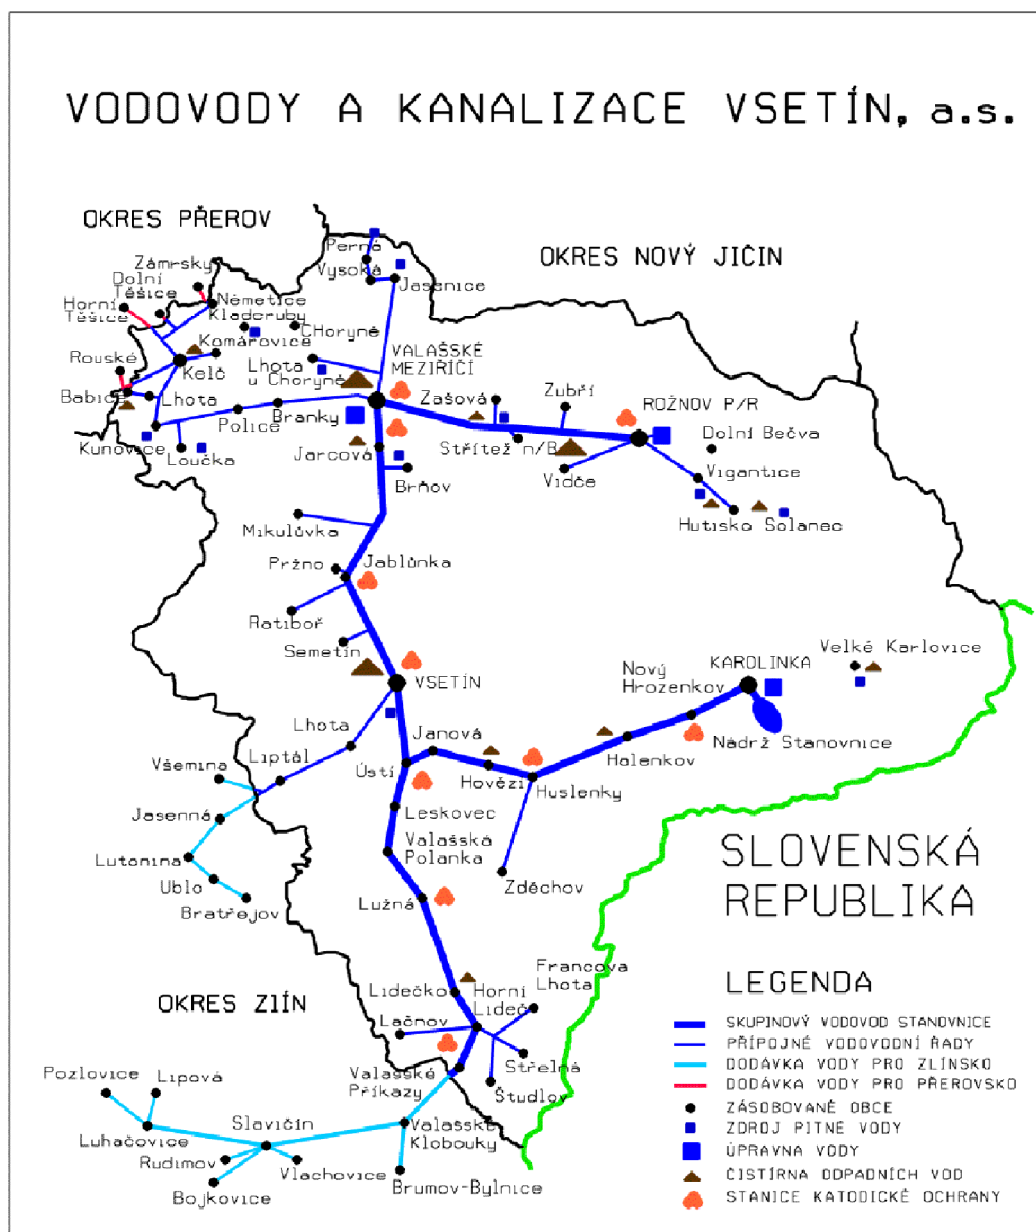 VODOVODY A KANALIZACE VSETÍN, a.s.
OKRES PŘEROV
OKRES NOVÝ JIČIN
Perná
Vysoká
Jasenice
Zámrsky
Dolní
Těšice
Horní
Těšice
Němetice
Kladeruby
Choryně
Komárovice
VALAŠSKÉ
MEZIŘÍČÍ
Rouské
Kelč
Lhota
u Choryně
Zašová
Zubří
ROŽNOV P/R
Babice
Lhota
Police
Branky
Dolní Bečva
Kunovice
Loučka
Jarcová
Střítež n/B
Brňov
Vidče
Vigantice
Mikulůvka
Hutisko Solanec
Pržno
Jablůnka
Ratiboř
Semetín
Velké Karlovice
Nový
Hrozenkov
KAROLINKA
VSETÍN
Lhota
Janová
Nádrž Stanovnice
Liptál
Ústí
Halenkov
Všemina
Hovězí
Huslenky
Jasenná
Leskovec
Valašská
Polanka
SLOVENSKÁ
REPUBLIKA
Lutonina
Ublo
Zděchov
Bratřejov
Lužná
Francova
Lhota
OKRES ZlÍN
Lidečko
Horní
Lideč
LEGENDA
Lačnov
SKUPINOVÝ VODOVOD STANOVNICE
PŘÍPOJNÉ VODOVODNÍ ŘADY
Střelná
DODÁVKA VODY PRO ZLÍNSKO
Pozlovice
Lipová
Valašské
Příkazy
Študlov
DODÁVKA VODY PRO PŘEROVSKO
ZÁSOBOVANÉ OBCE
Slavičín
Luhačovice
Valašské
Klobouky
ZDROJ PITNÉ VODY
ÚPRAVNA VODY
Rudimov
Vlachovice
Brumov-Bylnice
ČISTÍRNA ODPADNÍCH VOD
Bojkovice
STANICE KATODICKÉ OCHRANY